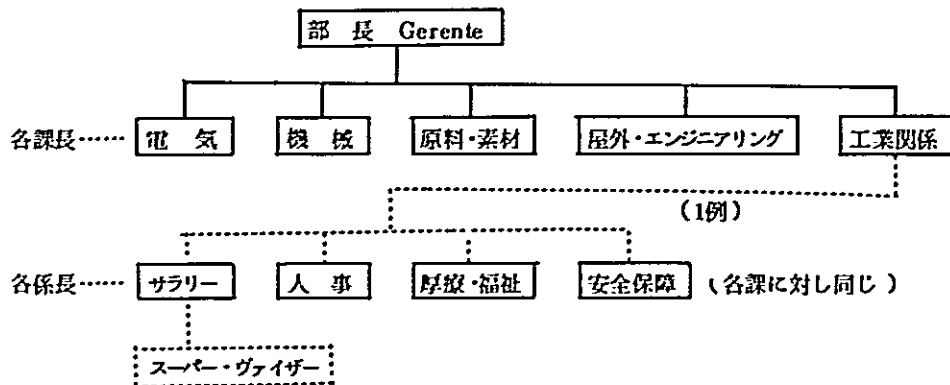 部 長 Gerente
各課長…… 電 気 機 械 原料・素材 屋外・エンジニアリング 工業関係
(1例)
各係長…… サラリー 人 事 厚療・福祉 安全保障 (各課に対し同じ)
スーパー・ヴァイザー